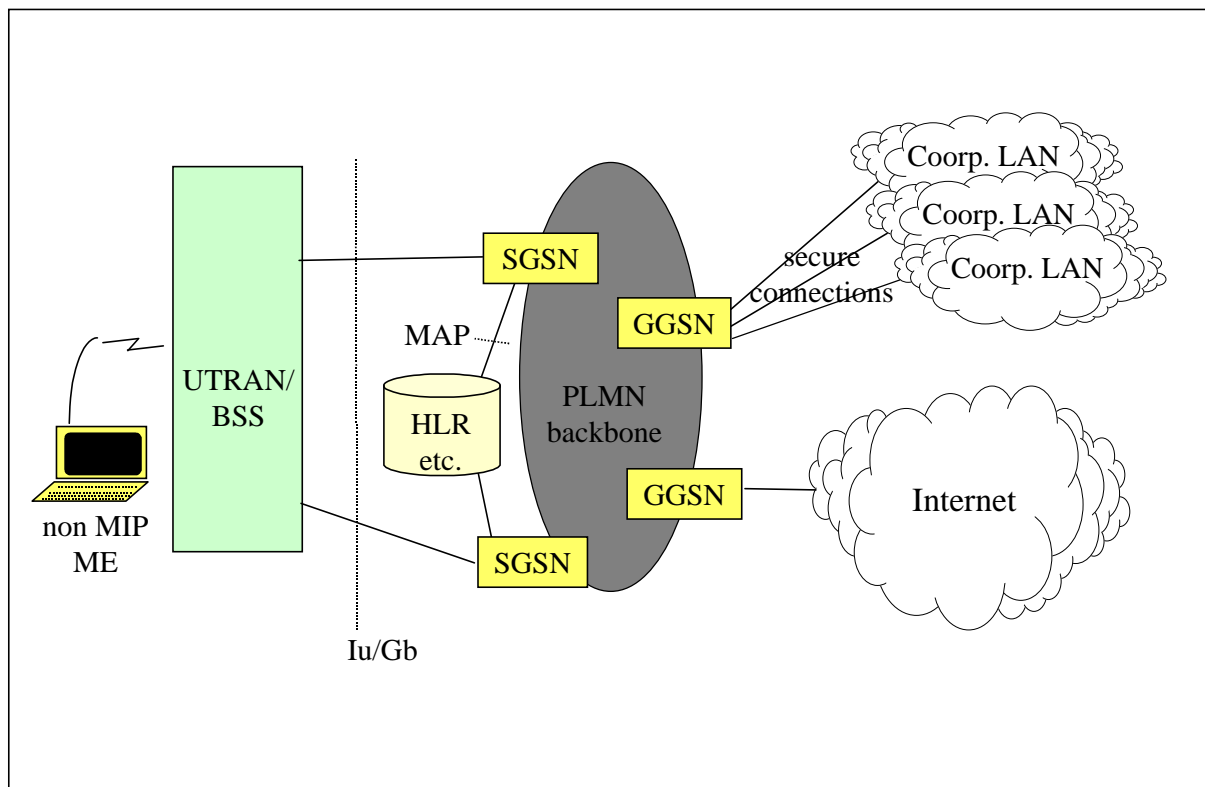 Coorp. LAN
Coorp. LAN
Coorp. LAN
secure
connections
SGSN
GGSN
MAP
UTRAN/
BSS
HLR
etc.
PLMN
backbone
GGSN
Internet
non MIP
ME
SGSN
Iu/Gb